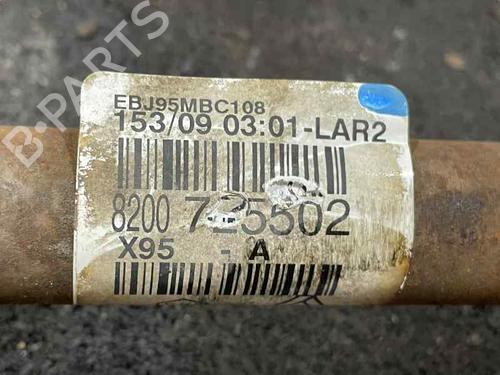 B-PARTS
EBJ95MBC108
153/09 03:01-LAR2
8200 725502
X95 - A